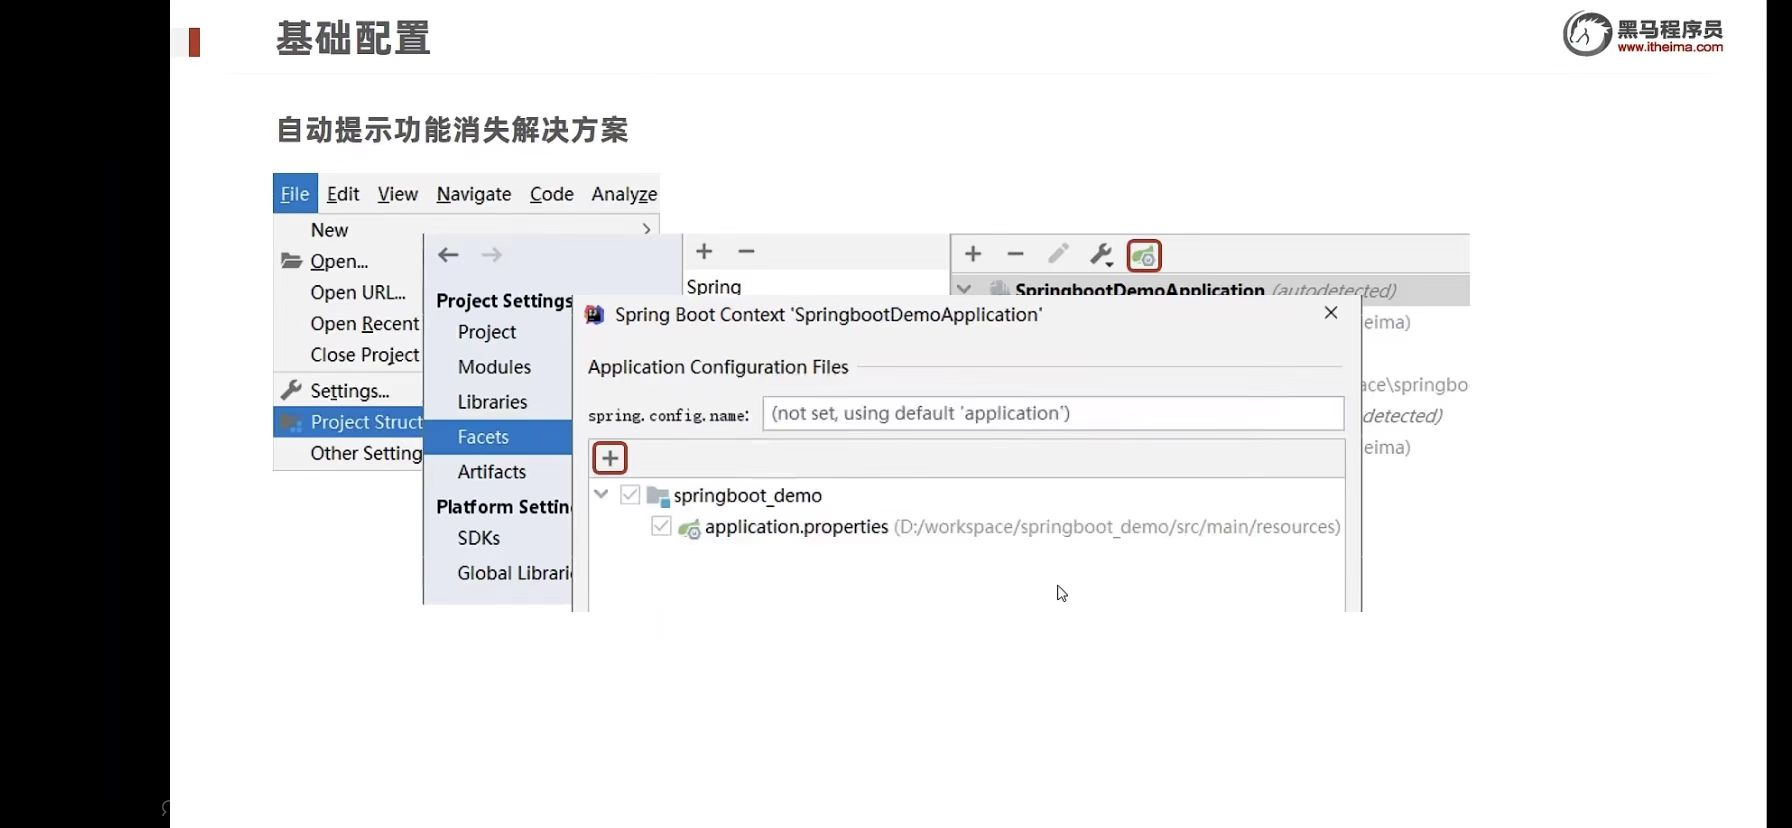 基础配置
黑马程序员
www.itheima.com
自动提示功能消失解决方案
File Edit View Navigate Code Analyze
New
Open...
Open URL...
Open Recent
Close Project
Settings...
Project Struct
Other Setting
Project Settings
Project
Modules
Libraries
Facets
Artifacts
Platform Settin
SDKs
Global Librari
Spring
SpringbootDemoApplication (autodetected)
eima)
ace\springbo
detected)
eima)
Spring Boot Context 'SpringbootDemoApplication'
Application Configuration Files
spring.config.name: (not set, using default 'application')
springboot_demo
application.properties (D:/workspace/springboot_demo/src/main/resources)